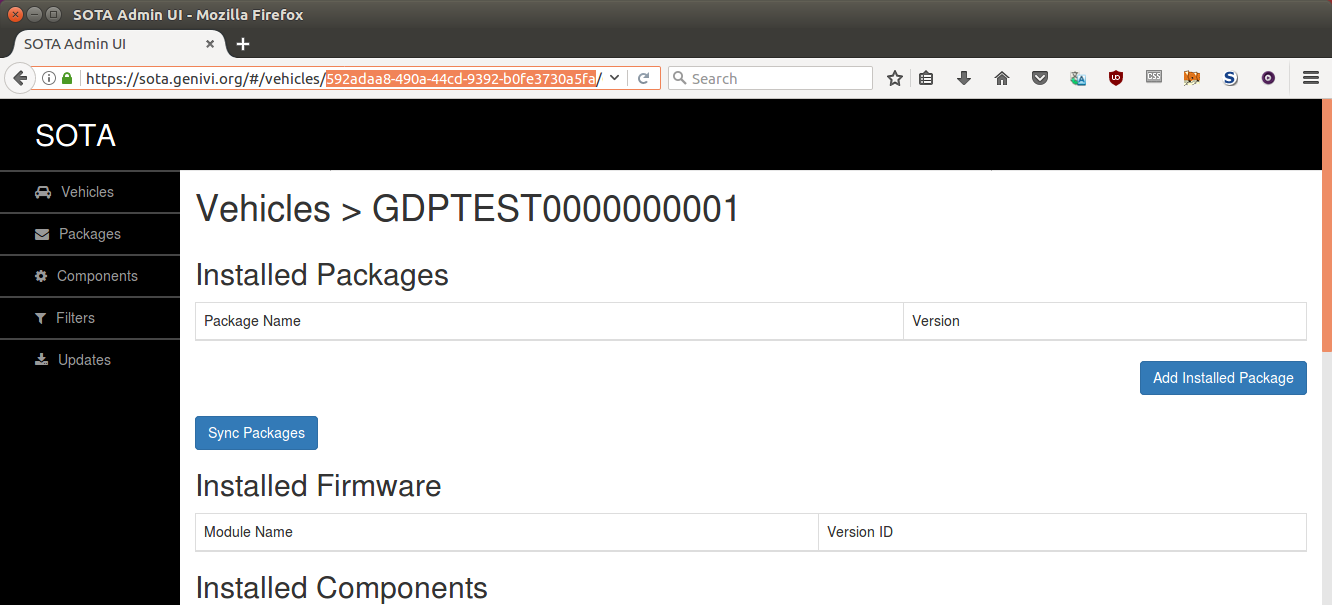 SOTA Admin UI - Mozilla Firefox
SOTA Admin UI
https://sota.genivi.org/#/vehicles/592adaa8-490a-44cd-9392-b0fe3730a5fa/
Search
CSS
SOTA
Vehicles
Packages
Components
Filters
Updates
Vehicles > GDPTEST0000000001
Installed Packages
Package Name Version
Add Installed Package
Sync Packages
Installed Firmware
Module Name Version ID
Installed Components